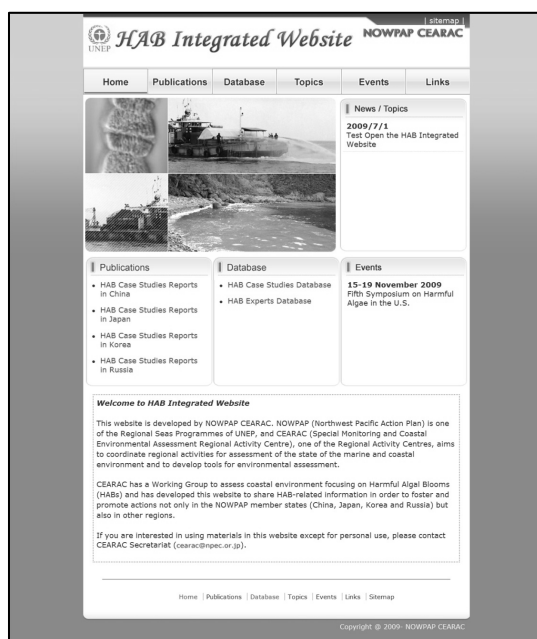 | sitemap |
UNEP
HAB Integrated Website
NOWPAP CEARAC
Home Publications Database Topics Events Links
News / Topics
2009/7/1
Test Open the HAB Integrated
Website
Publications
• HAB Case Studies Reports
in China
• HAB Case Studies Reports
in Japan
• HAB Case Studies Reports
in Korea
• HAB Case Studies Reports
in Russia
Database
• HAB Case Studies Database
• HAB Experts Database
Events
15-19 November 2009
Fifth Symposium on Harmful
Algae in the U.S.
Welcome to HAB Integrated Website
This website is developed by NOWPAP CEARAC. NOWPAP (Northwest Pacific Action Plan) is one
of the Regional Seas Programmes of UNEP, and CEARAC (Special Monitoring and Coastal
Environmental Assessment Regional Activity Centre), one of the Regional Activity Centres, aims
to coordinate regional activities for assessment of the state of the marine and coastal
environment and to develop tools for environmental assessment.
CEARAC has a Working Group to assess coastal environment focusing on Harmful Algal Blooms
(HABs) and has developed this website to share HAB-related information in order to foster and
promote actions not only in the NOWPAP member states (China, Japan, Korea and Russia) but
also in other regions.
If you are interested in using materials in this website except for personal use, please contact
CEARAC Secretariat (cearac@npec.or.jp).
Home | Publications | Database | Topics | Events | Links | Sitemap
Copyright @ 2009- NOWPAP CEARAC